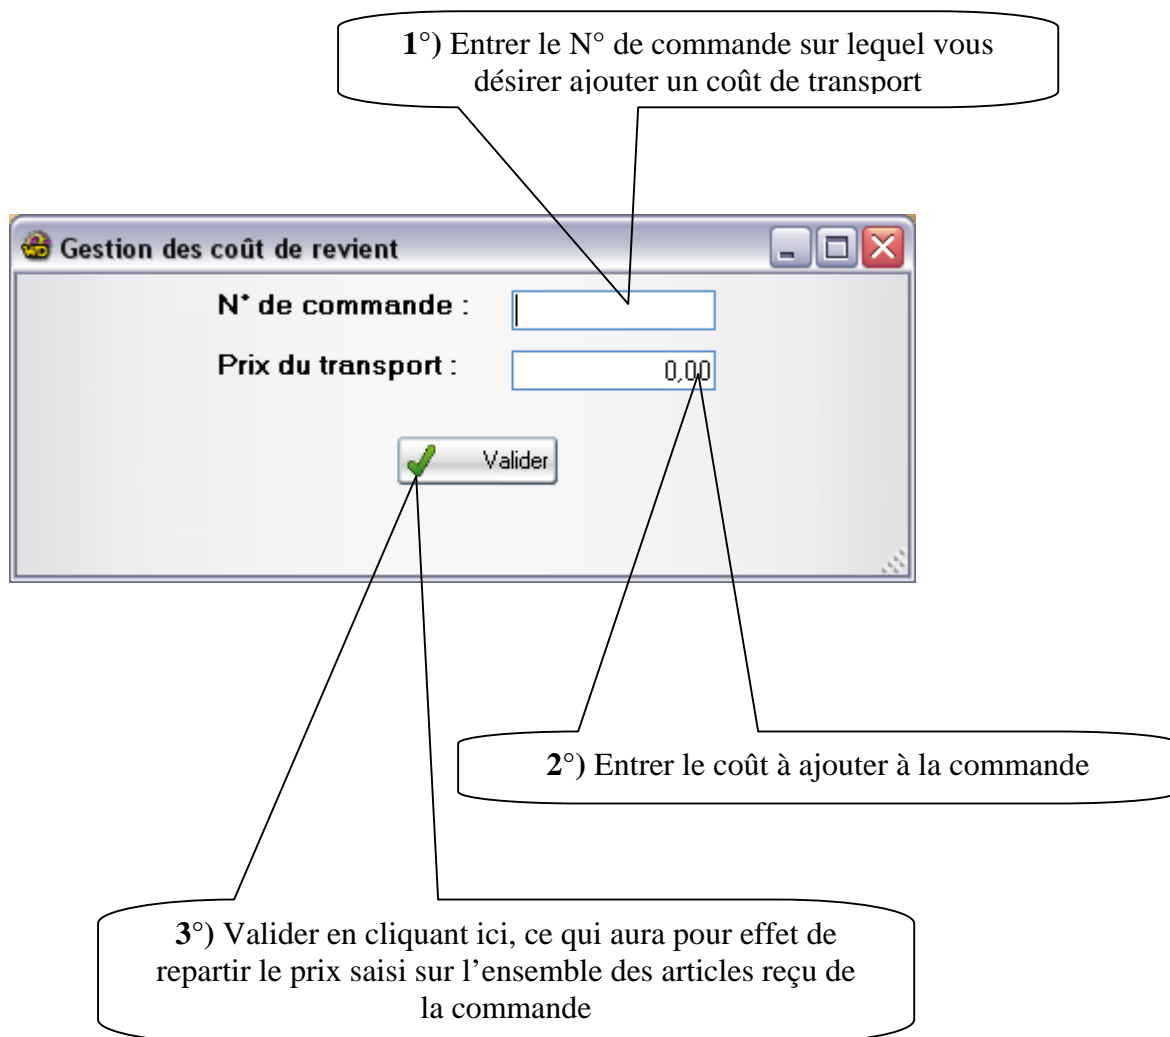 1°) Entrer le N° de commande sur lequel vous
désirer ajouter un coût de transport
Gestion des coût de revient
N° de commande :
Prix du transport :
0,00
Valider
2°) Entrer le coût à ajouter à la commande
3°) Valider en cliquant ici, ce qui aura pour effet de
repartir le prix saisi sur l’ensemble des articles reçu de
la commande